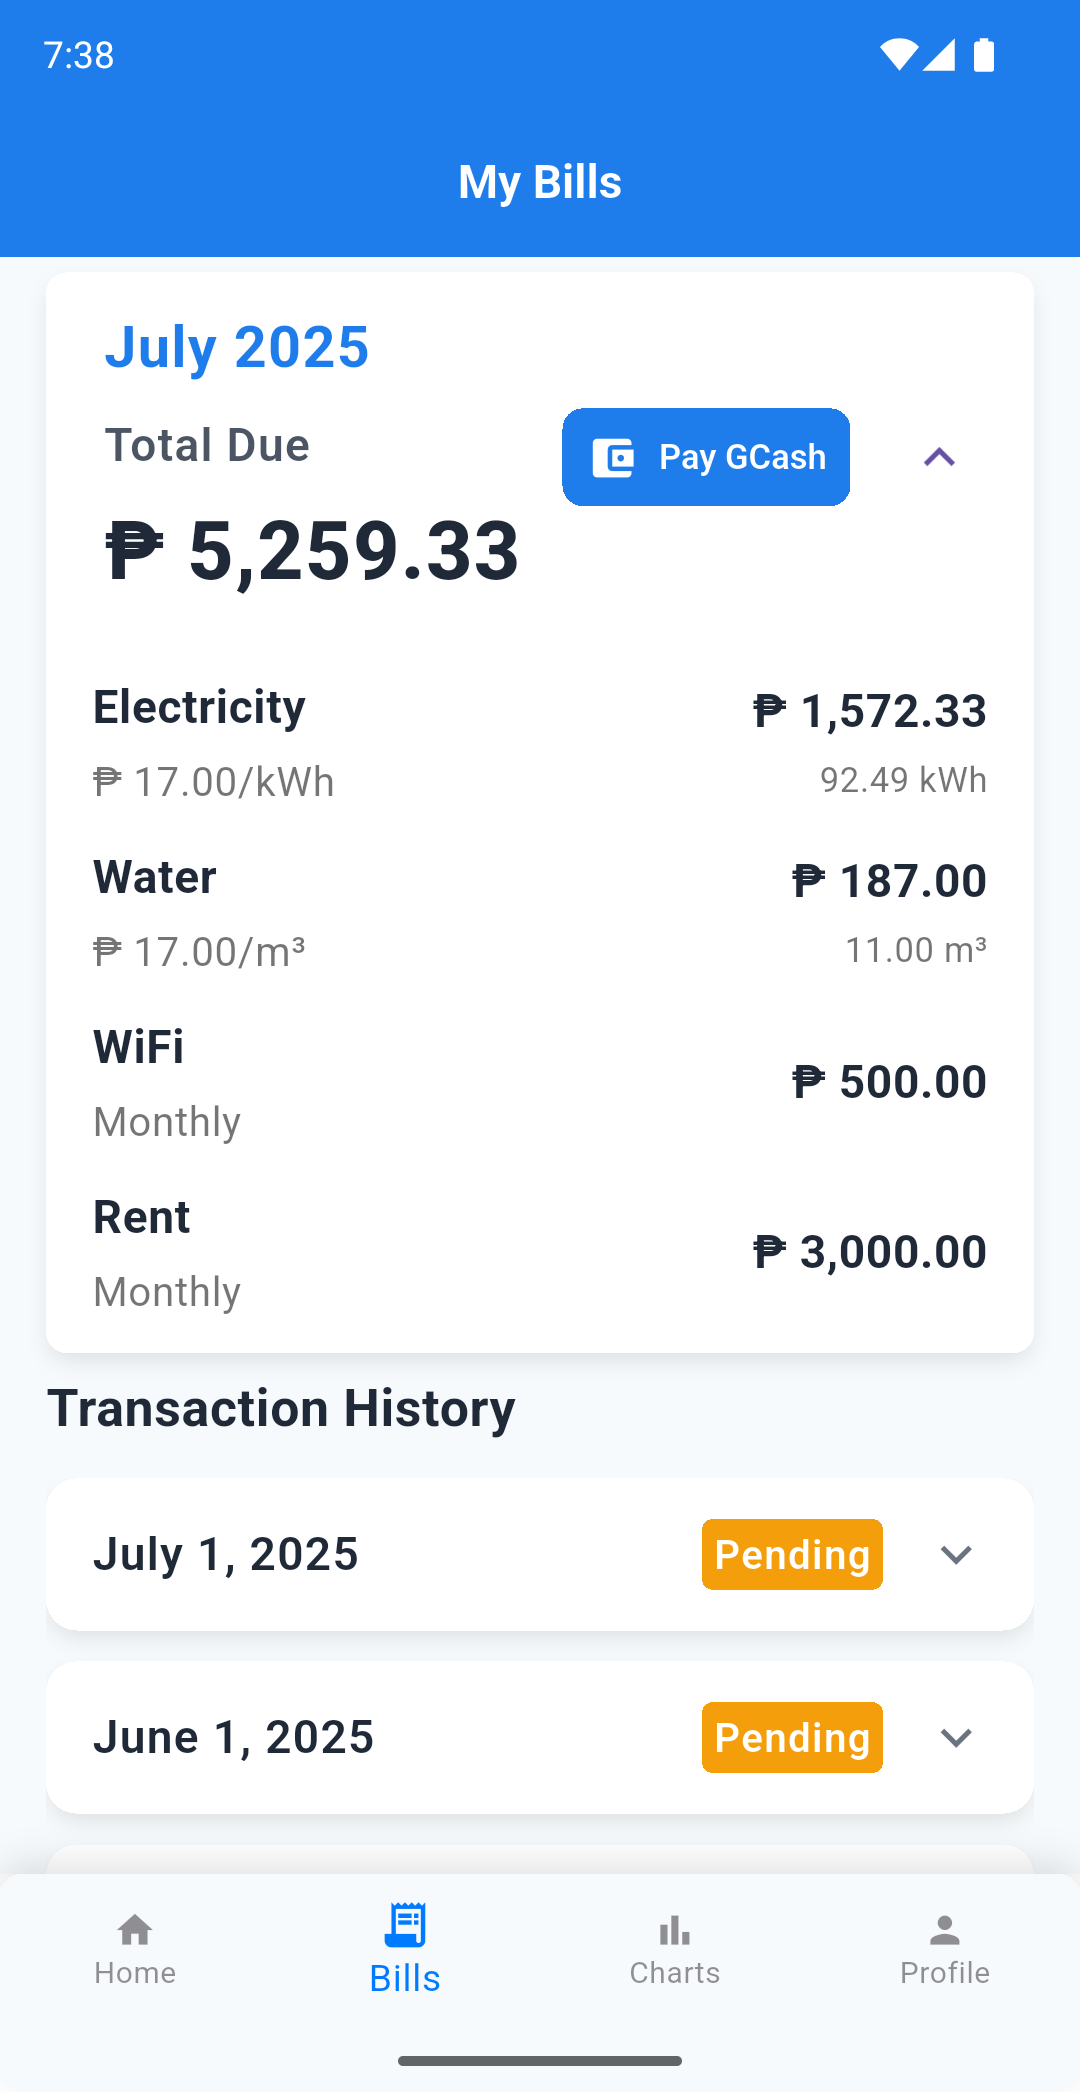 7:38
My Bills
July 2025
Total Due
Pay GCash
₱ 5,259.33
Electricity
₱ 1,572.33
₱ 17.00/kWh
92.49 kWh
Water
₱ 187.00
₱ 17.00/m³
11.00 m³
WiFi
₱ 500.00
Monthly
Rent
₱ 3,000.00
Monthly
Transaction History
July 1, 2025
Pending
June 1, 2025
Pending
Home
Bills
Charts
Profile